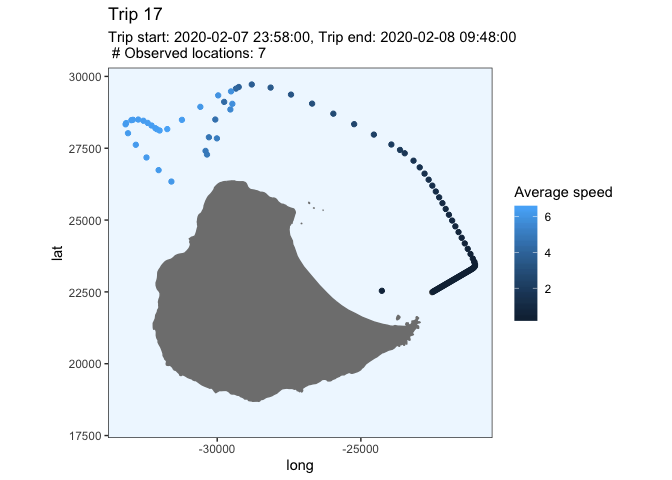 Trip 17
Trip start: 2020-02-07 23:58:00, Trip end: 2020-02-08 09:48:00
# Observed locations: 7
30000
27500
25000
22500
20000
17500
lat
-30000
-25000
long
Average speed
6
4
2